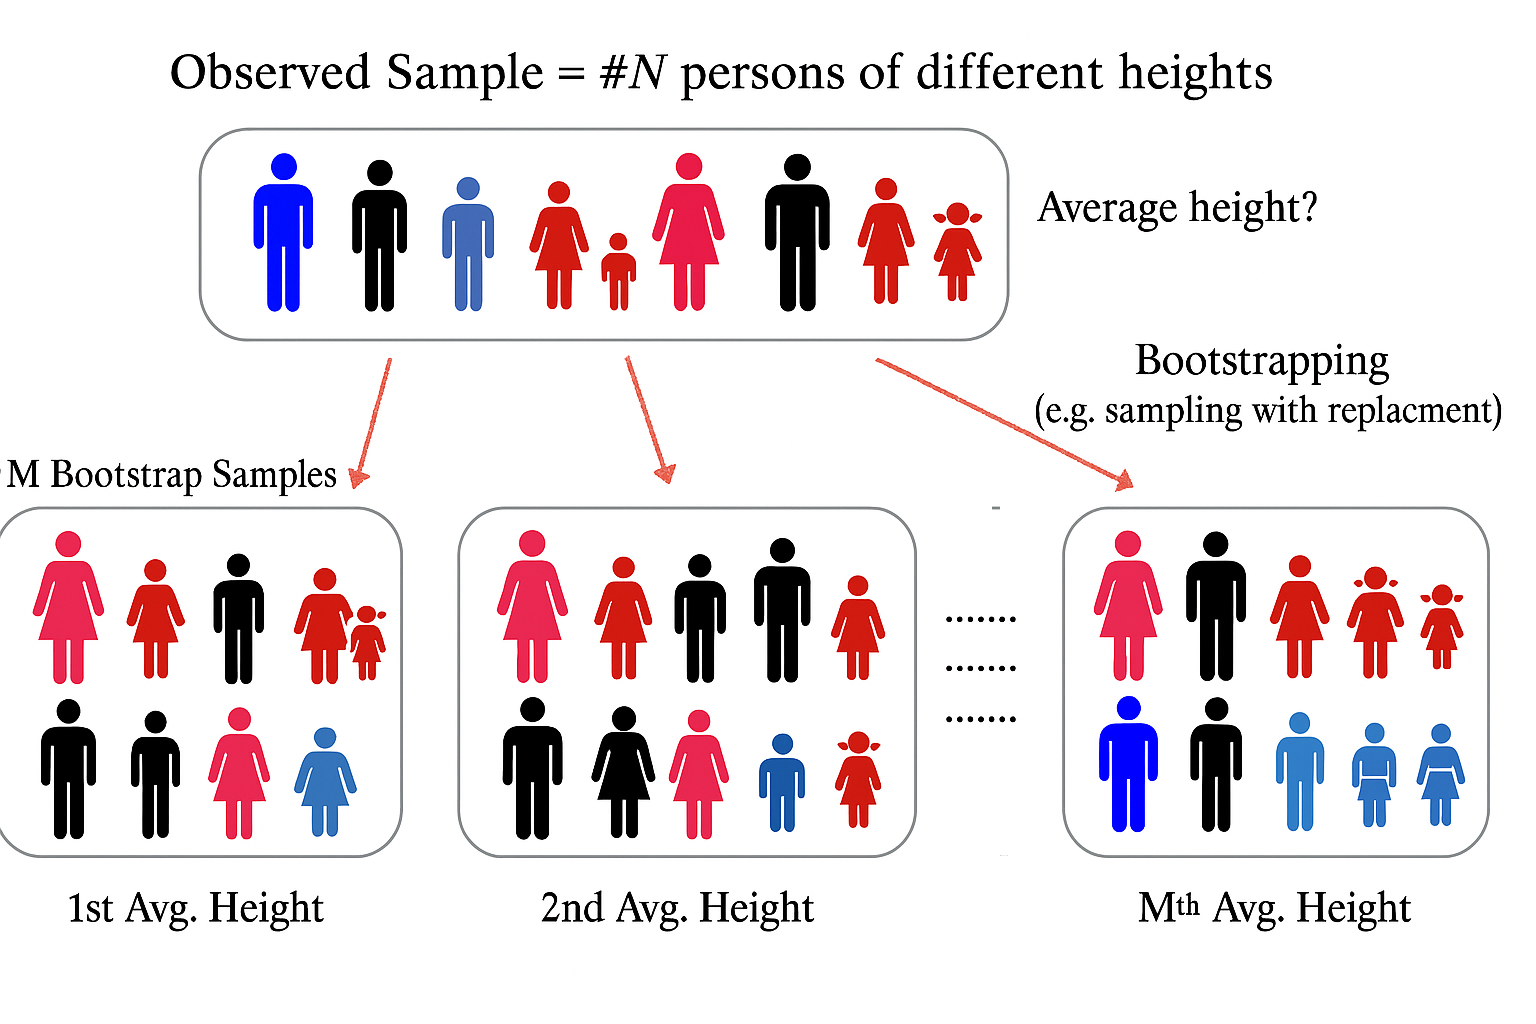 Observed Sample = #N persons of different heights
Average height?
Bootstrapping
(e.g. sampling with replacment)
M Bootstrap Samples
.......
.......
.......
1st Avg. Height
2nd Avg. Height
Mth Avg. Height